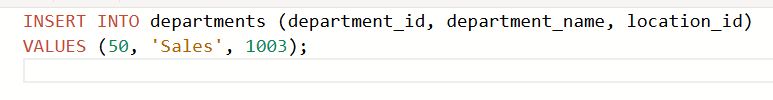 INSERT INTO departments (department_id, department_name, location_id)
VALUES (50, 'Sales', 1003);